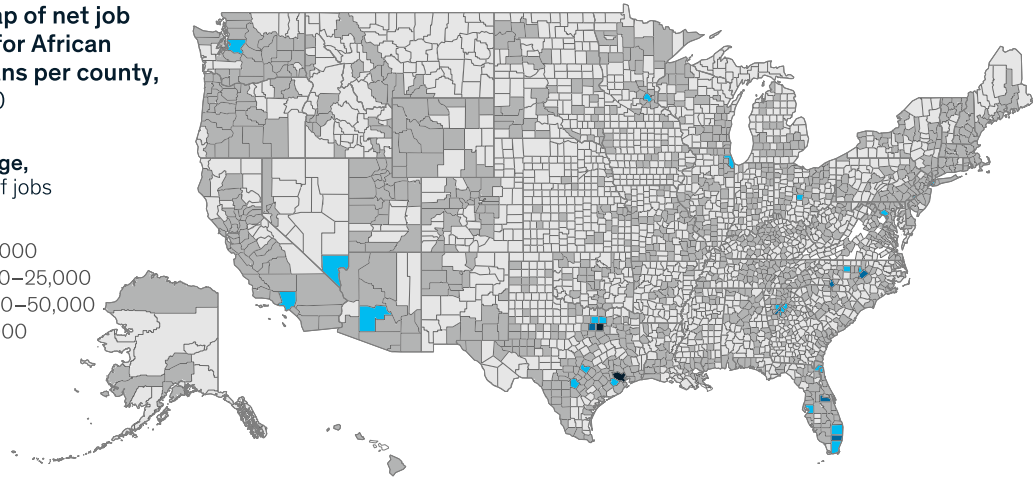 ap of net job
for African
ns per county,
0
ge,
f jobs
000
0–25,000
0–50,000
000